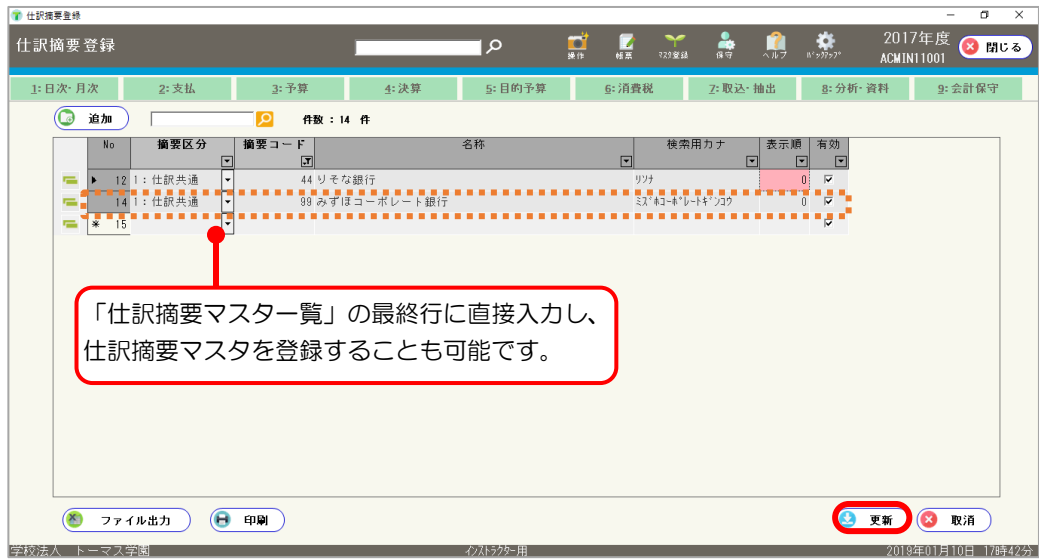 仕訳摘要登録
仕訳摘要登録
操作 帳票 マスタ登録 保守 ヘルプ ﾊﾞｯｸｱｯﾌﾟ
2017年度
ACMIN11001
閉じる
1:日次・月次 2:支払 3:予算 4:決算 5:目的予算 6:消費税 7:取込・抽出 8:分析・資料 9:会計保守
追加 件数 : 14 件
No 摘要区分 摘要コード 名称 検索用カナ 表示順 有効
12 1：仕訳共通 44 りそな銀行 ﾘｿﾅ 0
14 1：仕訳共通 99 みずほコーポレート銀行 ﾐｽﾞﾎｺｰﾎﾟﾚｰﾄｷﾞﾝｺｳ 0
* 15
「仕訳摘要マスタ一覧」の最終行に直接入力し、
仕訳摘要マスタを登録することも可能です。
ファイル出力 印刷 更新 取消
学校法人 トーマス学園 ｲﾝｽﾄﾗｸﾀｰ用 2019年01月10日 17時42分